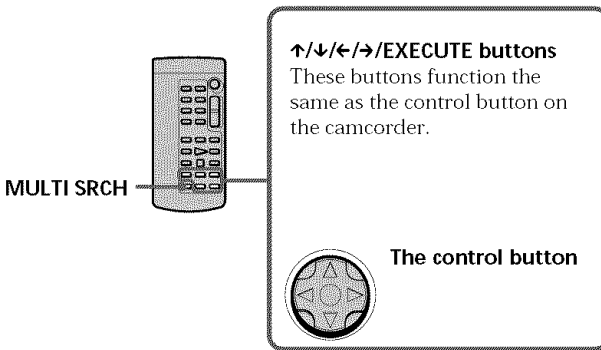 ↑/↓/←/→/EXECUTE buttons
These buttons function the
same as the control button on
the camcorder.
MULTI SRCH
The control button